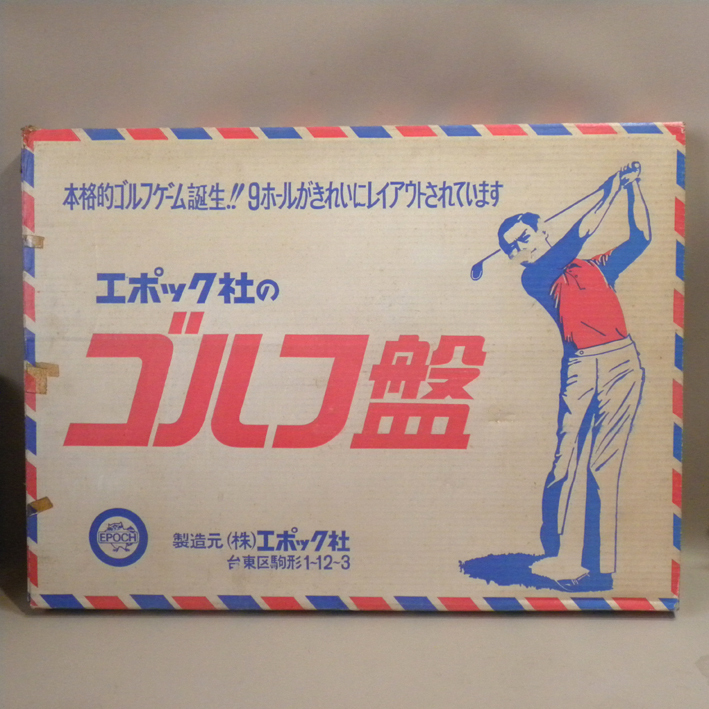 本格的ゴルフゲーム誕生!! 9ホールがきれいにレイアウトされています
エポック社の
ゴルフ盤
EPOCH
製造元 (株)エポック社
台東区駒形1~12~3